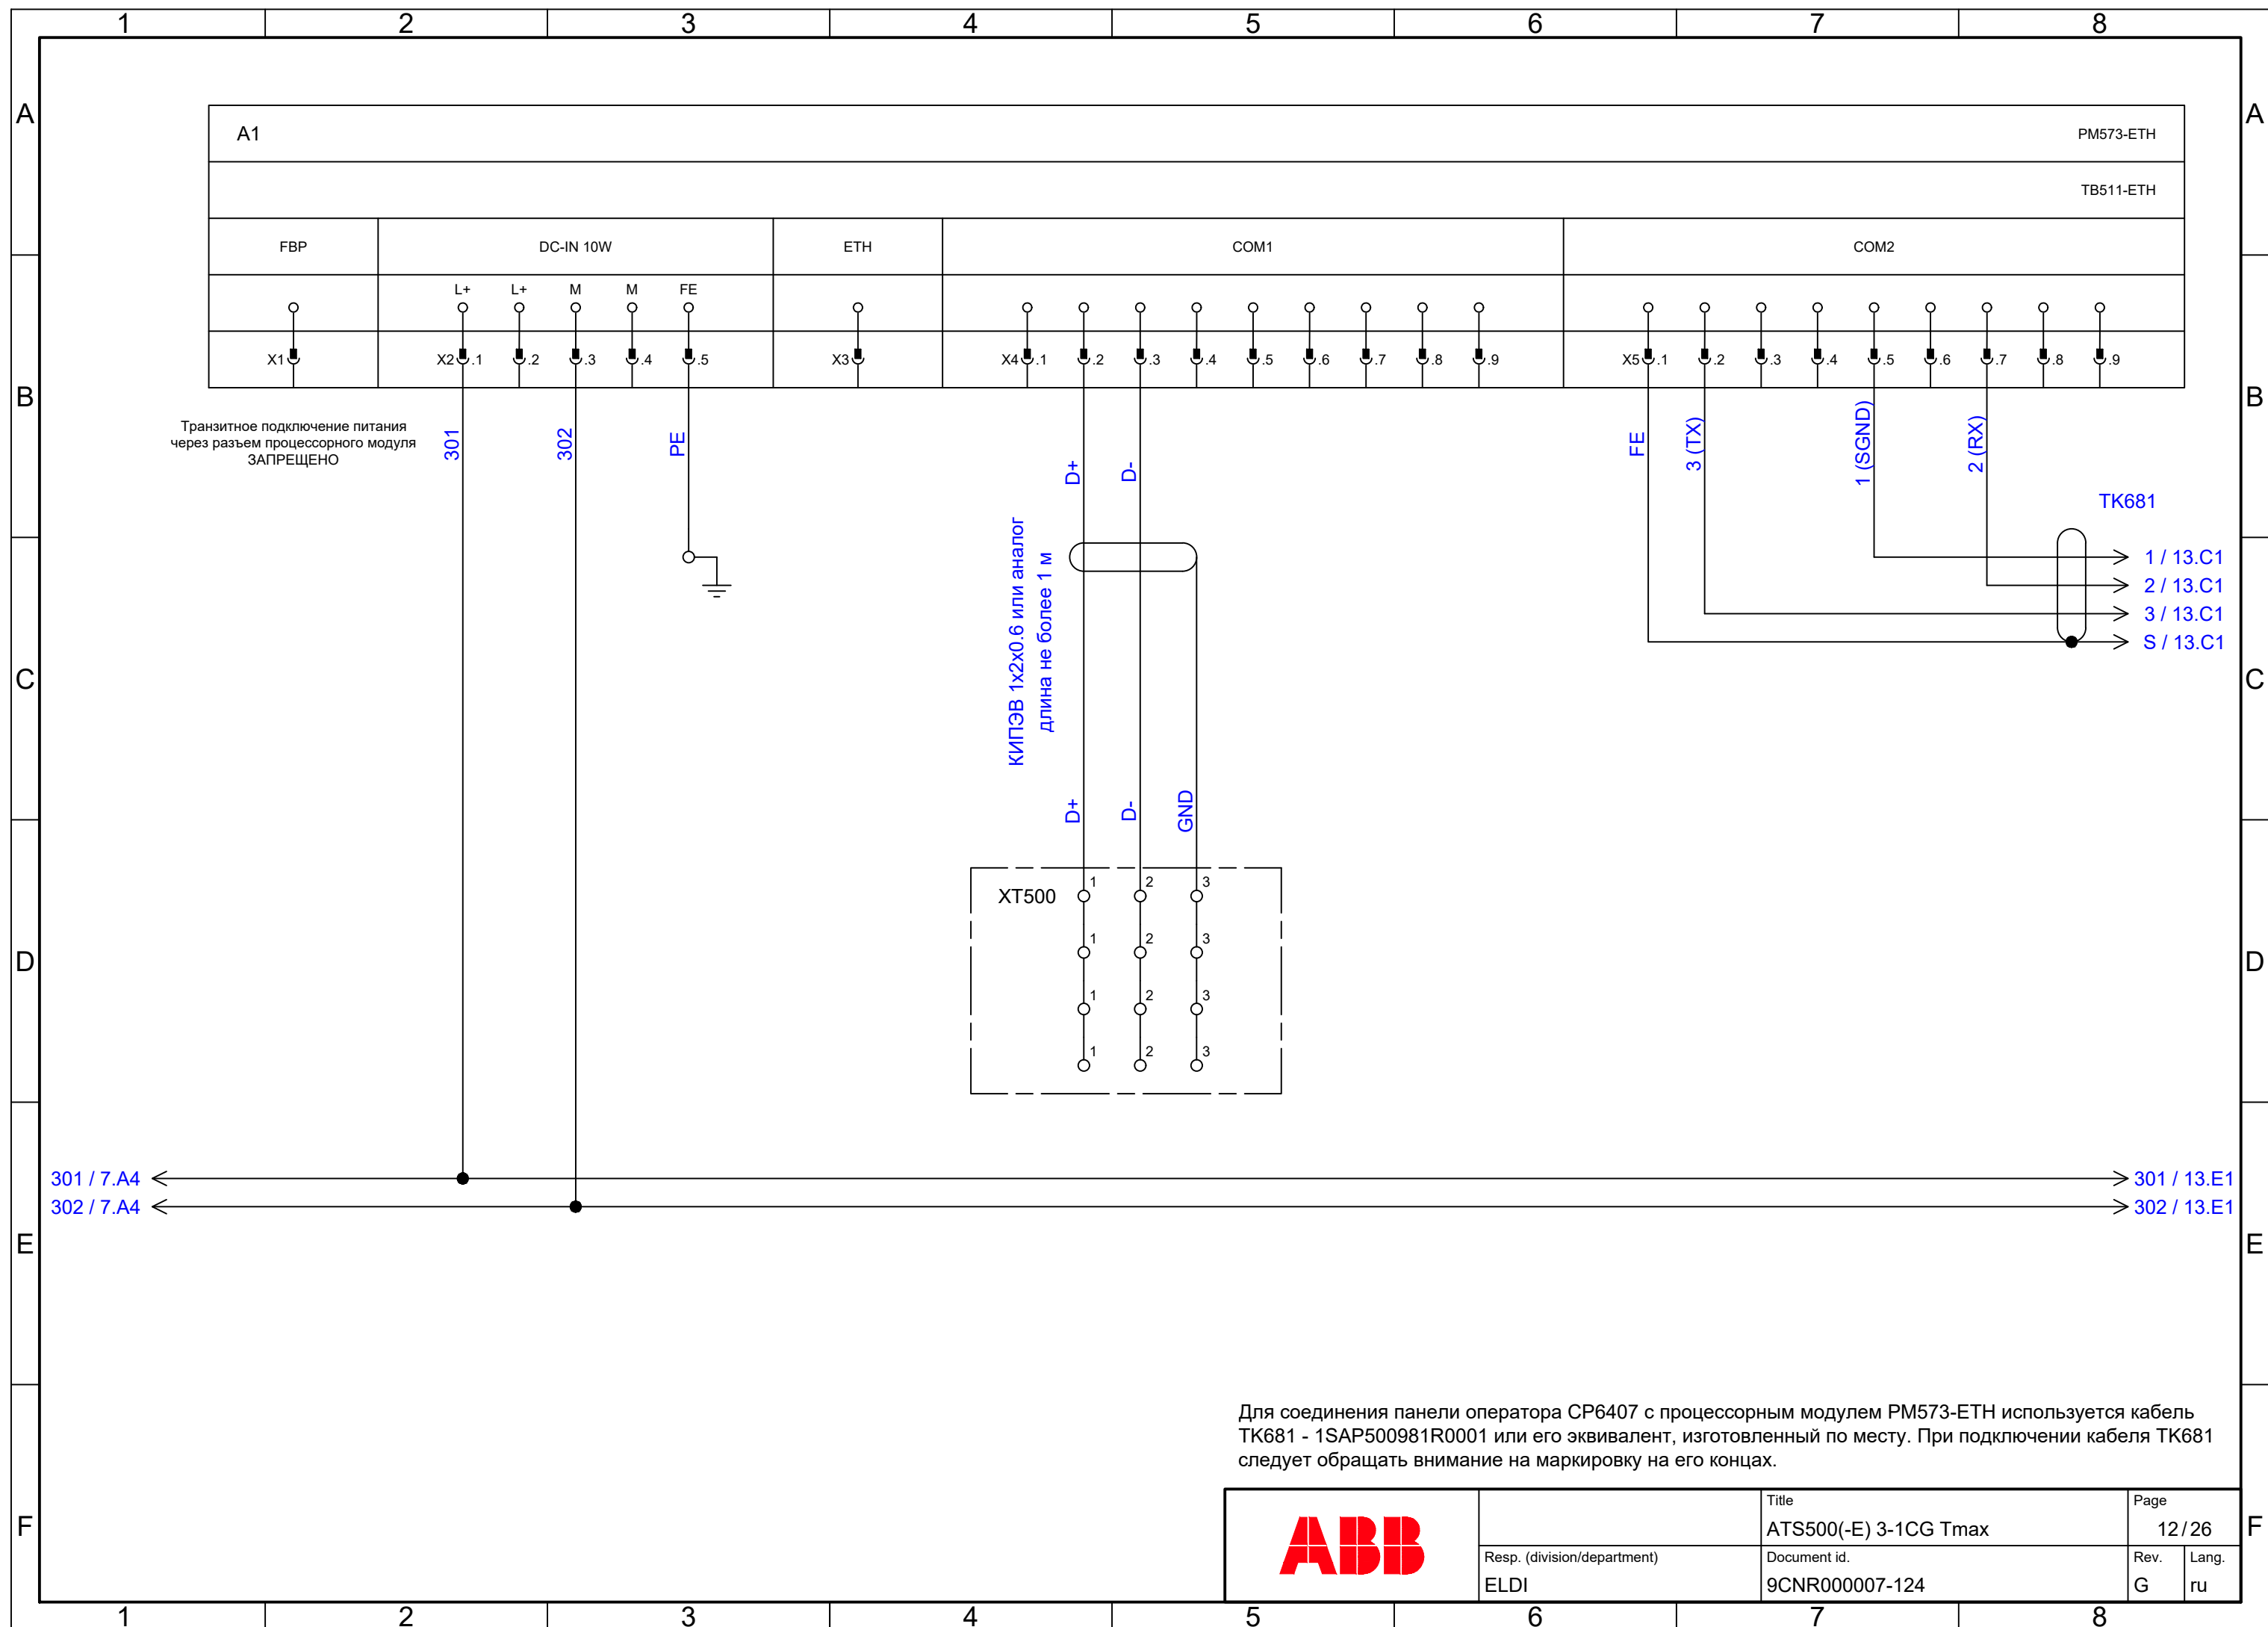 1 2 3 4 5 6 7 8
A A
A1 PM573-ETH
TB511-ETH
FBP DC-IN 10W ETH COM1 COM2
L+ L+ M M FE
X1 X2 .1 .2 .3 .4 .5 X3 X4 .1 .2 .3 .4 .5 .6 .7 .8 .9 X5 .1 .2 .3 .4 .5 .6 .7 .8 .9
B B
Транзитное подключение питания
через разъем процессорного модуля
ЗАПРЕЩЕНО
301 302 PE D+ D- FE 3 (TX) 1 (SGND) 2 (RX)
TK681
1 / 13.C1
2 / 13.C1
3 / 13.C1
S / 13.C1
КИПЭВ 1x2x0.6 или аналог
длина не более 1 м
C C
D+ D- GND
XT500 1 2 3
1 2 3
1 2 3
1 2 3
D D
301 / 7.A4 301 / 13.E1
302 / 7.A4 302 / 13.E1
E E
Для соединения панели оператора CP6407 с процессорным модулем PM573-ETH используется кабель
TK681 - 1SAP500981R0001 или его эквивалент, изготовленный по месту. При подключении кабеля TK681
следует обращать внимание на маркировку на его концах.
F F
ABB
Title Page
ATS500(-E) 3-1CG Tmax 12 / 26
Resp. (division/department) Document id. Rev. Lang.
ELDI 9CNR000007-124 G ru
1 2 3 4 5 6 7 8